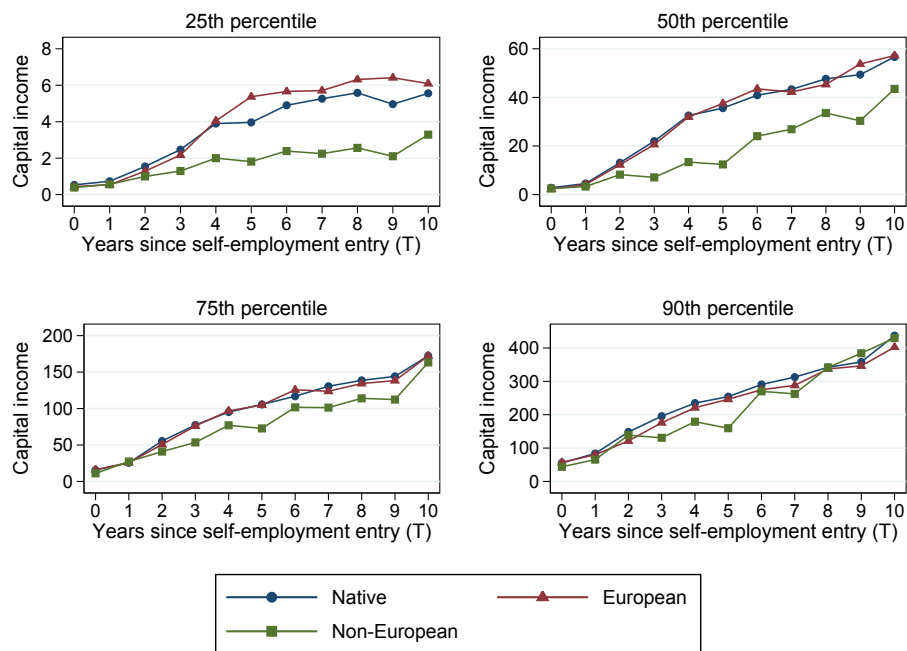 25th percentile
Capital income
8
6
4
2
0
0 1 2 3 4 5 6 7 8 9 10
Years since self-employment entry (T)
50th percentile
Capital income
60
40
20
0
0 1 2 3 4 5 6 7 8 9 10
Years since self-employment entry (T)
75th percentile
Capital income
200
150
100
50
0
0 1 2 3 4 5 6 7 8 9 10
Years since self-employment entry (T)
90th percentile
Capital income
400
300
200
100
0
0 1 2 3 4 5 6 7 8 9 10
Years since self-employment entry (T)
Native
European
Non-European